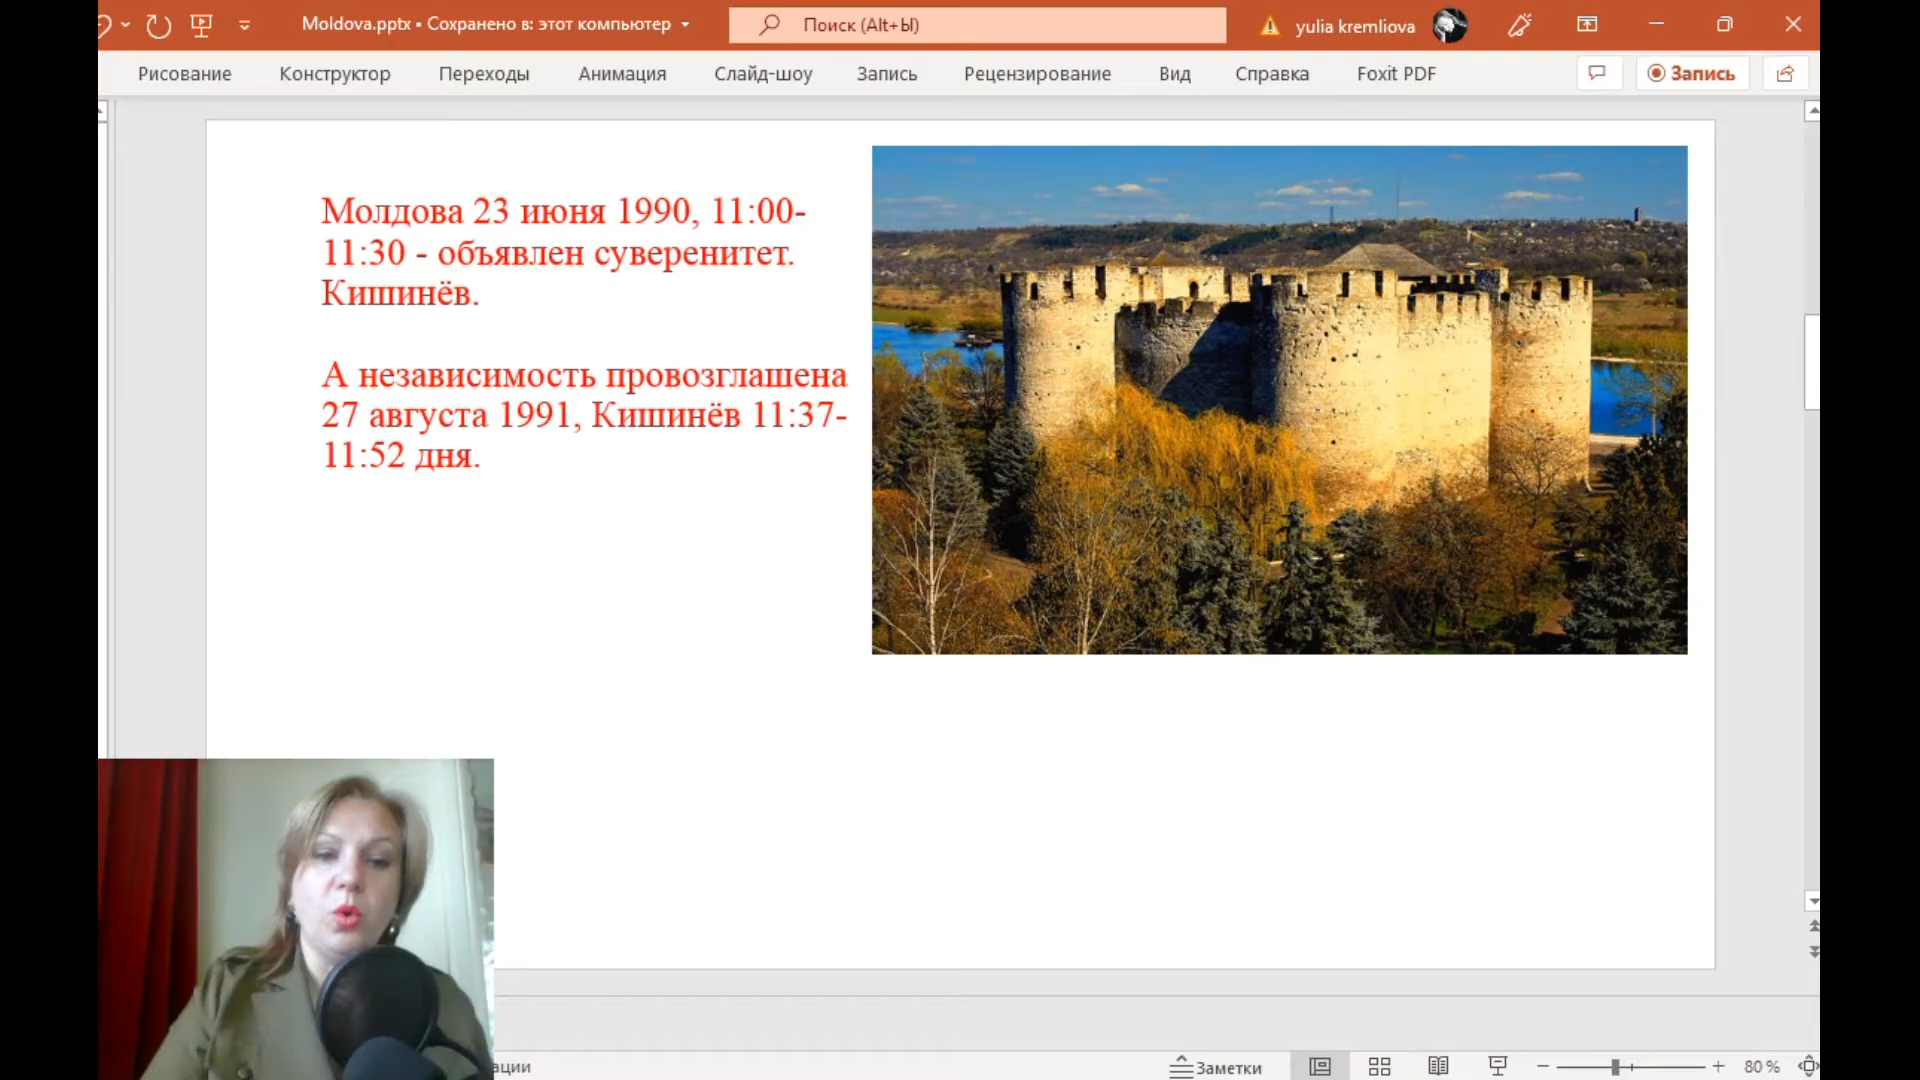 Moldova.pptx • Сохранено в: этот компьютер
Поиск (Alt+Ы)
yulia kremliova
Рисование
Конструктор
Переходы
Анимация
Слайд-шоу
Запись
Рецензирование
Вид
Справка
Foxit PDF
Запись
Молдова 23 июня 1990, 11:00-
11:30 - объявлен суверенитет.
Кишинёв.
А независимость провозглашена
27 августа 1991, Кишинёв 11:37-
11:52 дня.
Заметки
80 %